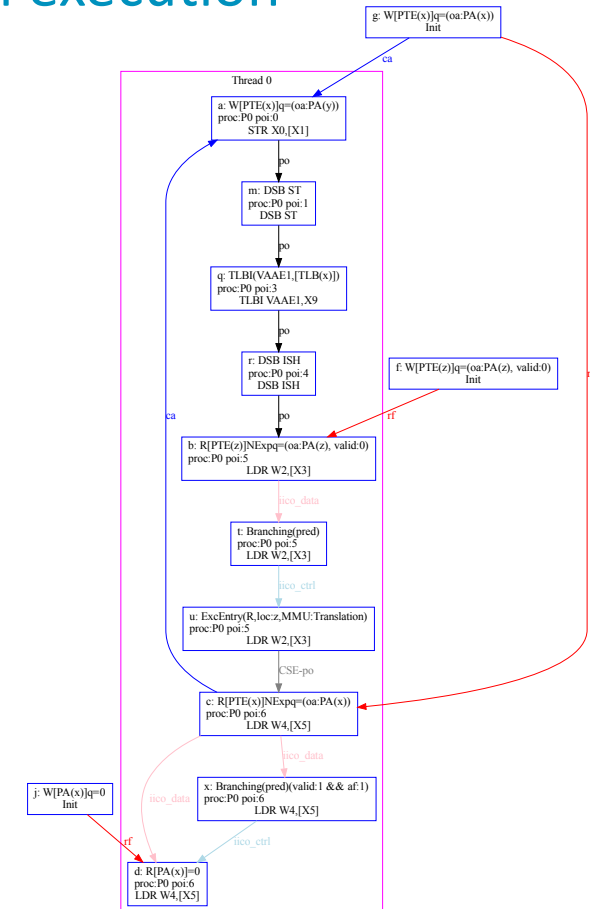 execution
g: W[PTE(x)]q=(oa:PA(x))
Init
ca
Thread 0
a: W[PTE(x)]q=(oa:PA(y))
proc:P0 poi:0
STR X0,[X1]
po
m: DSB ST
proc:P0 poi:1
DSB ST
po
q: TLBI(VAAE1,[TLB(x)])
proc:P0 poi:3
TLBI VAAE1,X9
po
r: DSB ISH
proc:P0 poi:4
DSB ISH
f: W[PTE(z)]q=(oa:PA(z), valid:0)
Init
po
ca
rf
b: R[PTE(z)]NExpq=(oa:PA(z), valid:0)
proc:P0 poi:5
LDR W2,[X3]
iico_data
t: Branching(pred)
proc:P0 poi:5
LDR W2,[X3]
iico_ctrl
u: ExcEntry(R,loc:z,MMU:Translation)
proc:P0 poi:5
LDR W2,[X3]
CSE-po
c: R[PTE(x)]NExpq=(oa:PA(x))
proc:P0 poi:6
LDR W4,[X5]
iico_data
x: Branching(pred)(valid:1 && af:1)
proc:P0 poi:6
LDR W4,[X5]
j: W[PA(x)]q=0
Init
iico_data
rf
iico_ctrl
d: R[PA(x)]=0
proc:P0 poi:6
LDR W4,[X5]